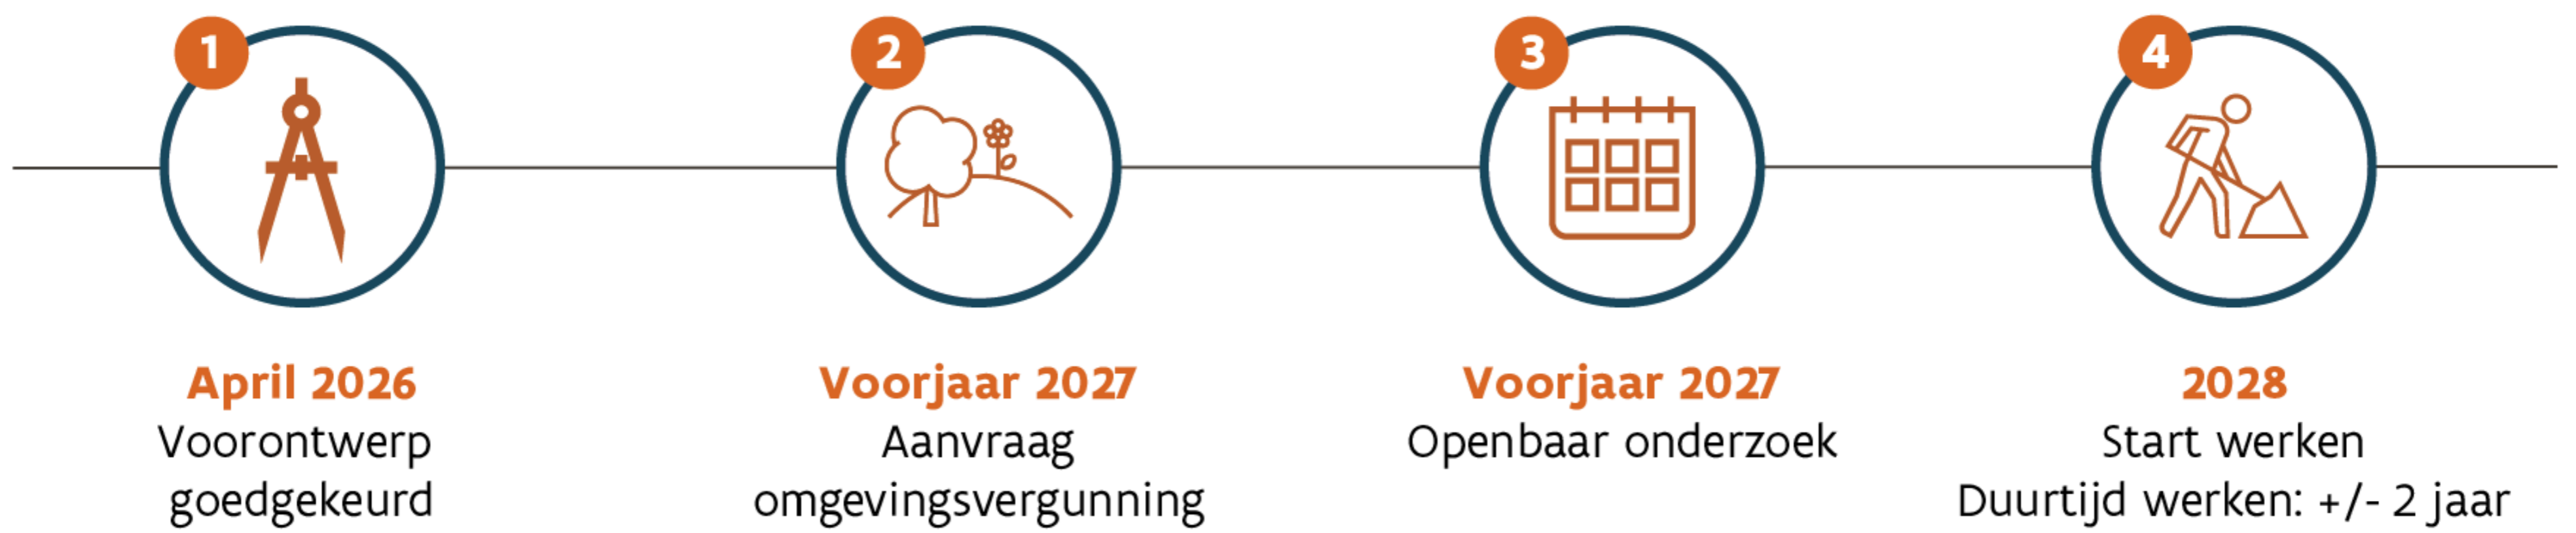 1
2
3
4
April 2026
Voorontwerp
goedgekeurd
Voorjaar 2027
Aanvraag
omgevingsvergunning
Voorjaar 2027
Openbaar onderzoek
2028
Start werken
Duurtijd werken: +/- 2 jaar